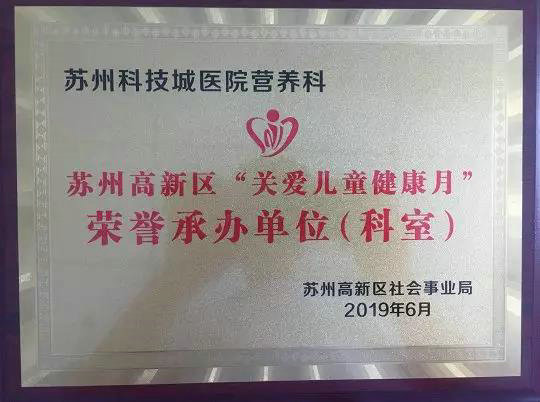 苏州科技城医院营养科
苏州高新区“关爱儿童健康月”
荣誉承办单位(科室)
苏州高新区社会事业局
2019年6月